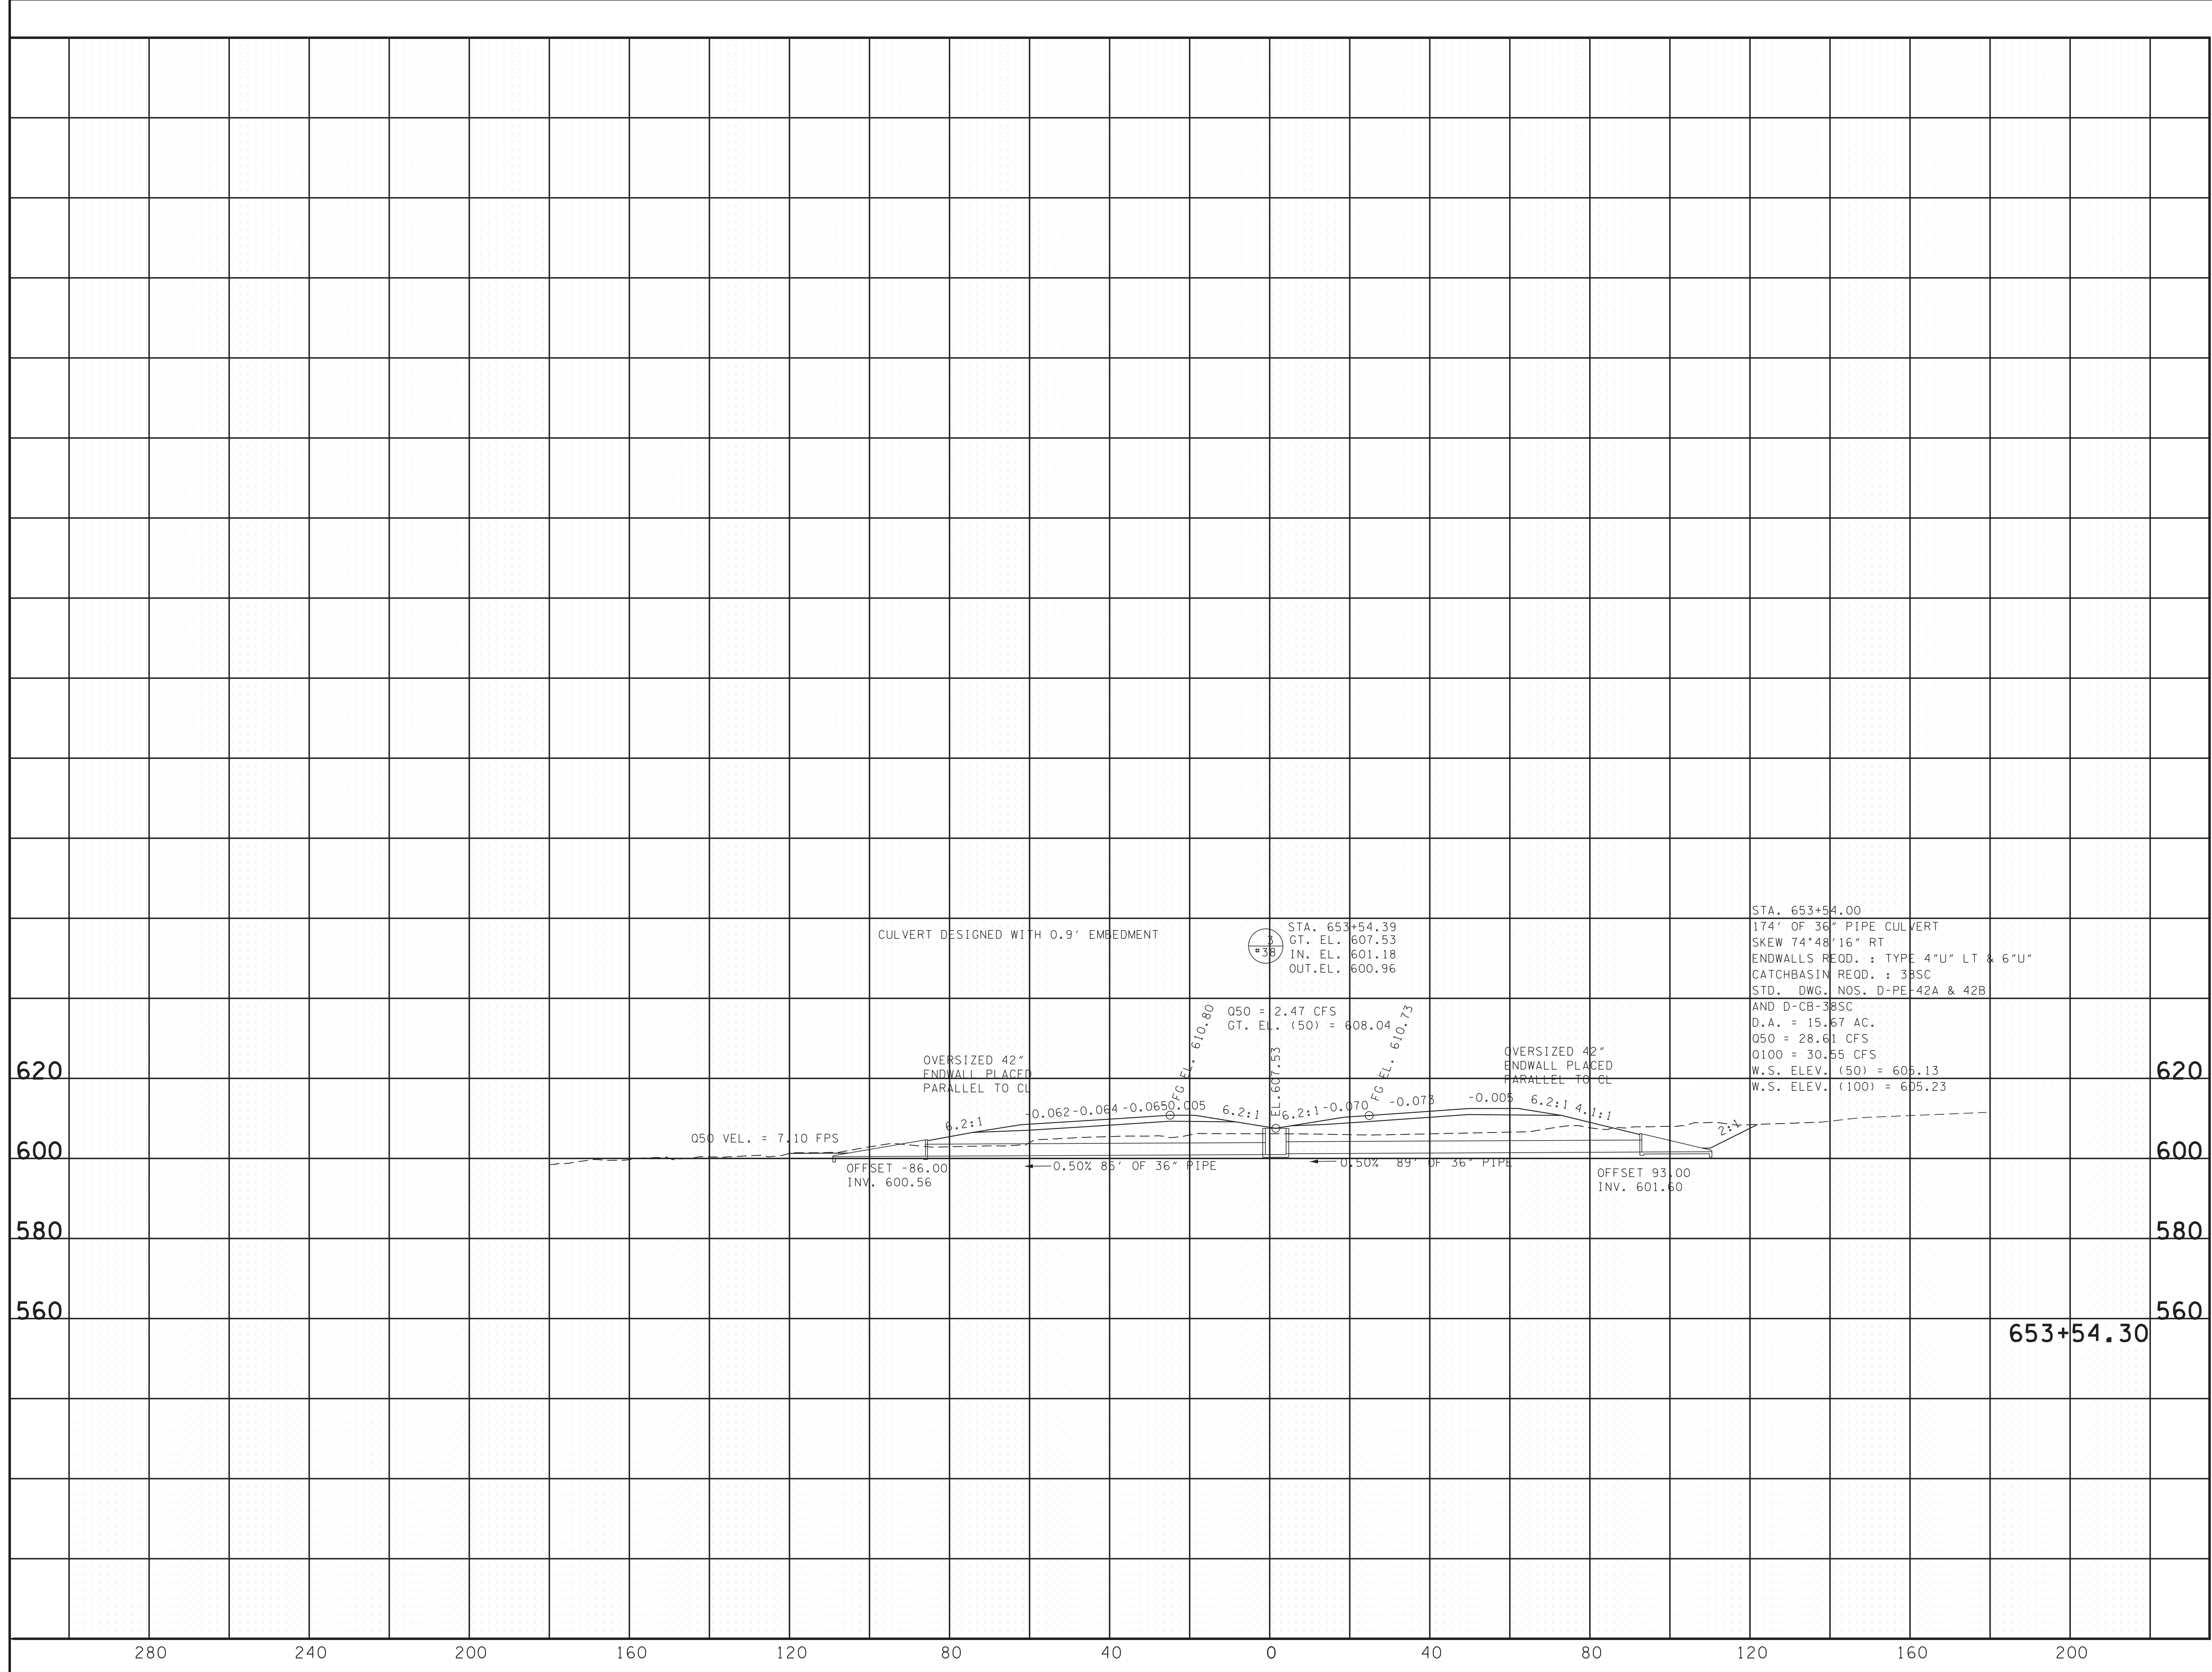 STA. 653+54.00
174' OF 36" PIPE CULVERT
SKEW 74°48'16" RT
ENDWALLS REQD. : TYPE 4"U" LT & 6"U"
CATCHBASIN REQD. : 38SC
STD. DWG. NOS. D-PE-42A & 42B
AND D-CB-38SC
D.A. = 15.67 AC.
Q50 = 28.61 CFS
Q100 = 30.55 CFS
W.S. ELEV. (50) = 605.13
W.S. ELEV. (100) = 605.23
CULVERT DESIGNED WITH 0.9' EMBEDMENT
3
#38
STA. 653+54.39
GT. EL. 607.53
IN. EL. 601.18
OUT.EL. 600.96
Q50 = 2.47 CFS
GT. EL. (50) = 608.04
FG EL. 610.80
EL.607.53
FG EL. 610.73
OVERSIZED 42"
ENDWALL PLACED
PARALLEL TO CL
OVERSIZED 42"
ENDWALL PLACED
PARALLEL TO CL
620
620
6.2:1
-0.062
-0.064
-0.065
0.005
6.2:1
6.2:1
-0.070
-0.073
-0.005
6.2:1
4.1:1
2:1
Q50 VEL. = 7.10 FPS
600
600
OFFSET -86.00
INV. 600.56
0.50% 85' OF 36" PIPE
0.50% 89' OF 36" PIPE
OFFSET 93.00
INV. 601.60
580
580
560
560
653+54.30
280 240 200 160 120 80 40 0 40 80 120 160 200